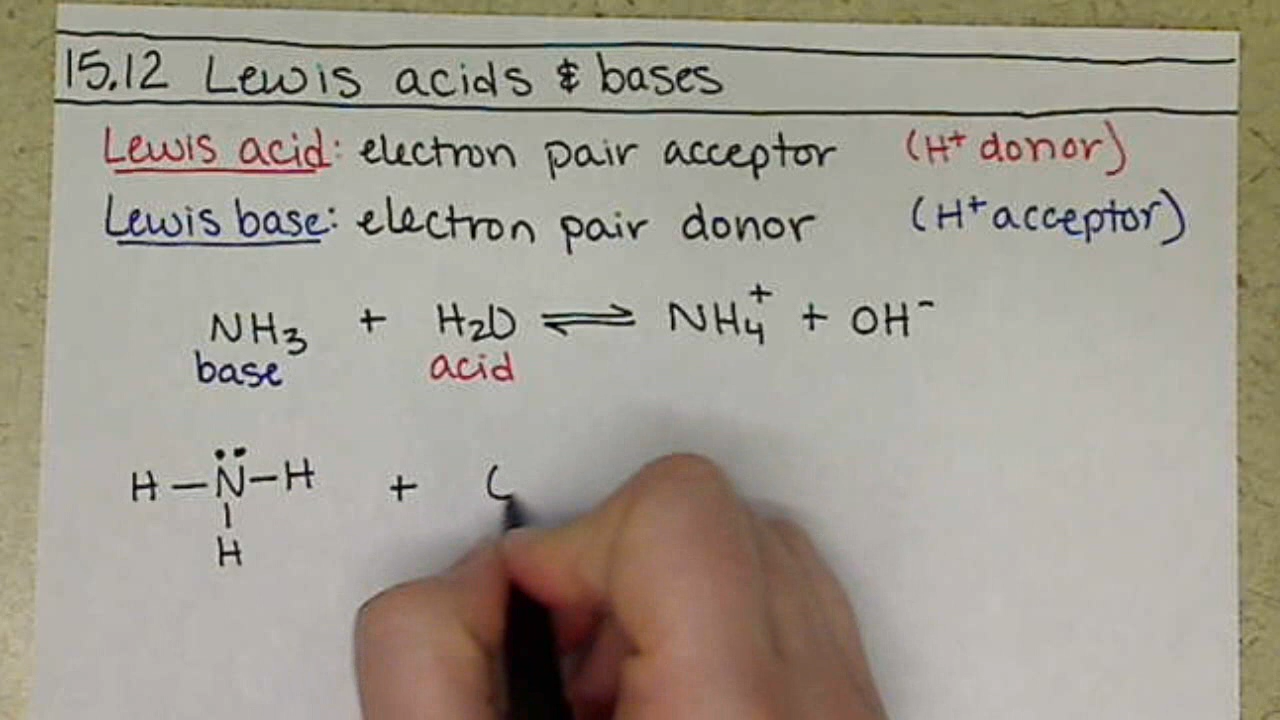 15.12 Lewis acids & bases
Lewis acid: electron pair acceptor (H⁺ donor)
Lewis base: electron pair donor (H⁺ acceptor)
NH₃ + H₂O ⇌ NH₄⁺ + OH⁻
base acid
H — N̈ — H +
|
H